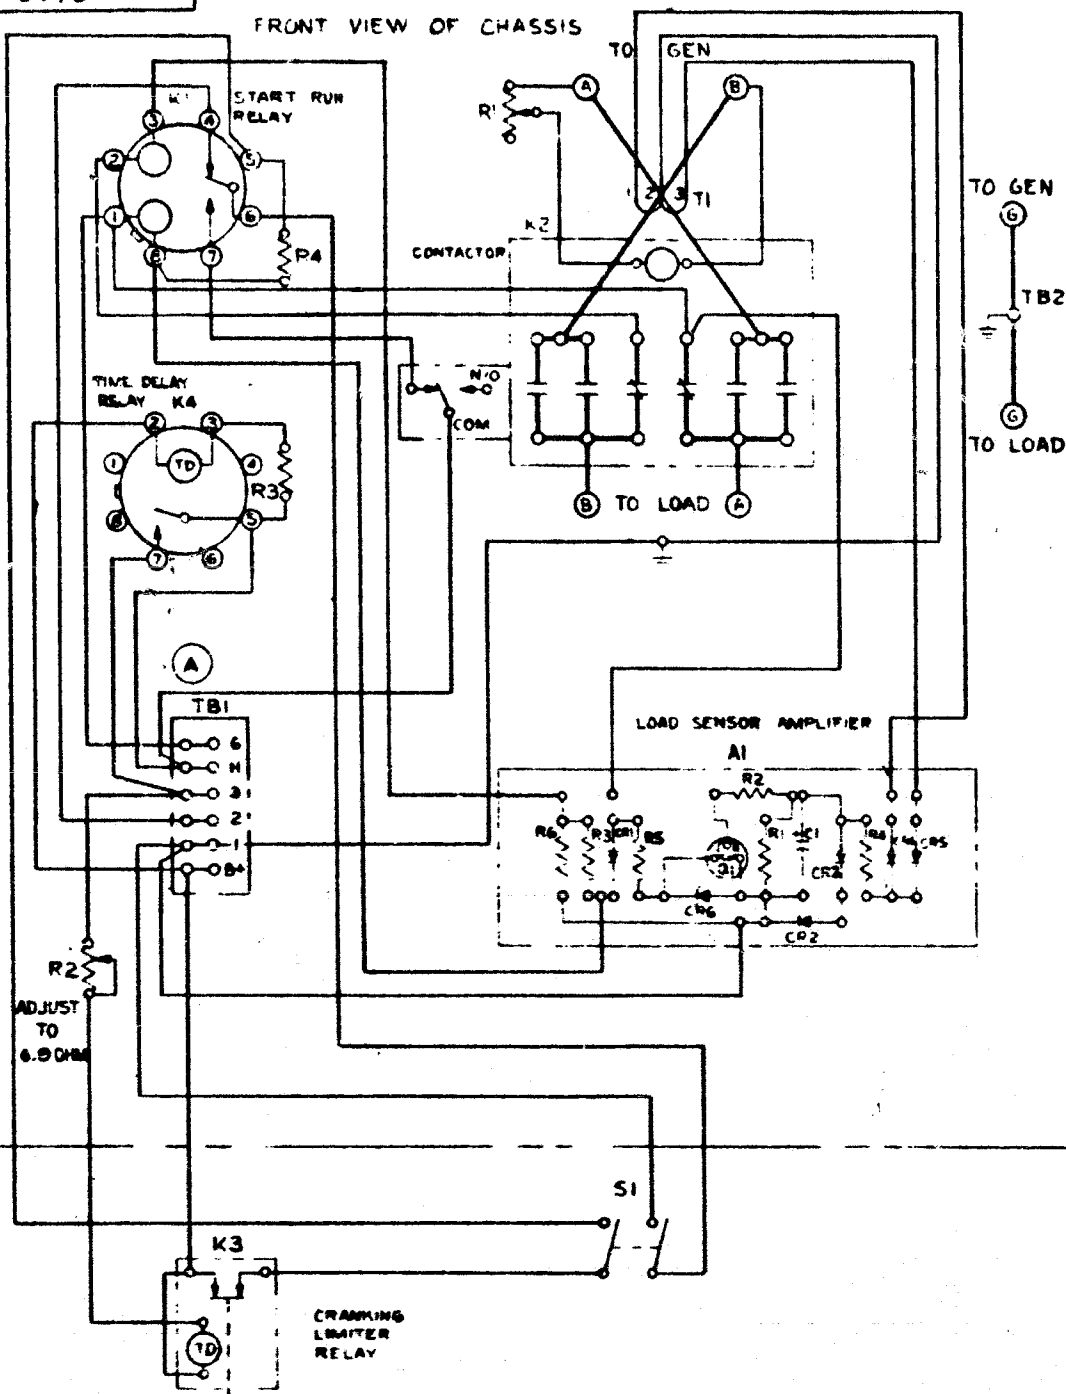 FRONT VIEW OF CHASSIS
TO GEN
A
B
K1
START RUN
RELAY
R1
3
4
2
5
1
6
8
7
R4
1 2 3 T1
K2
CONTACTOR
TO GEN
G
TB2
G
TO LOAD
N/O
COM
TIME DELAY
RELAY K4
2
3
1
TD
4
R3
8
5
7
6
B TO LOAD A
A
TB1
G
H
3
2
1
B+
LOAD SENSOR AMPLIFIER
A1
R2
R6
R3
CR1
R5
Q1
R1
C1
CR3
R4
CR5
CR6
CR2
R2
ADJUST
TO
6.9 OHM
S1
K3
TD
CRANKING
LIMITER
RELAY